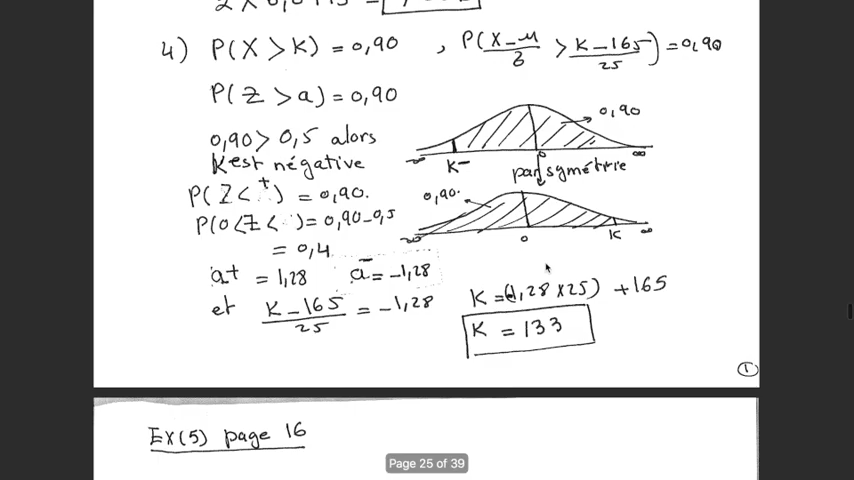 4) P(X>K) = 0,90 , P(X-μ/б > K-165/25) = 0,90
P(Z>a) = 0,90
0,90 > 0,5 alors
K est négative
0,90
-∞ K- 0 ∞
par symétrie
P(Z<+) = 0,90.
P(0<Z< ) = 0,90-0,5
= 0,4
0,90.
-∞ 0 K ∞
a+ = 1,28 a- = -1,28
et K-165/25 = -1,28
K = (-1,28 × 25) + 165
K = 133
1
EX(5) page 16
Page 25 of 39